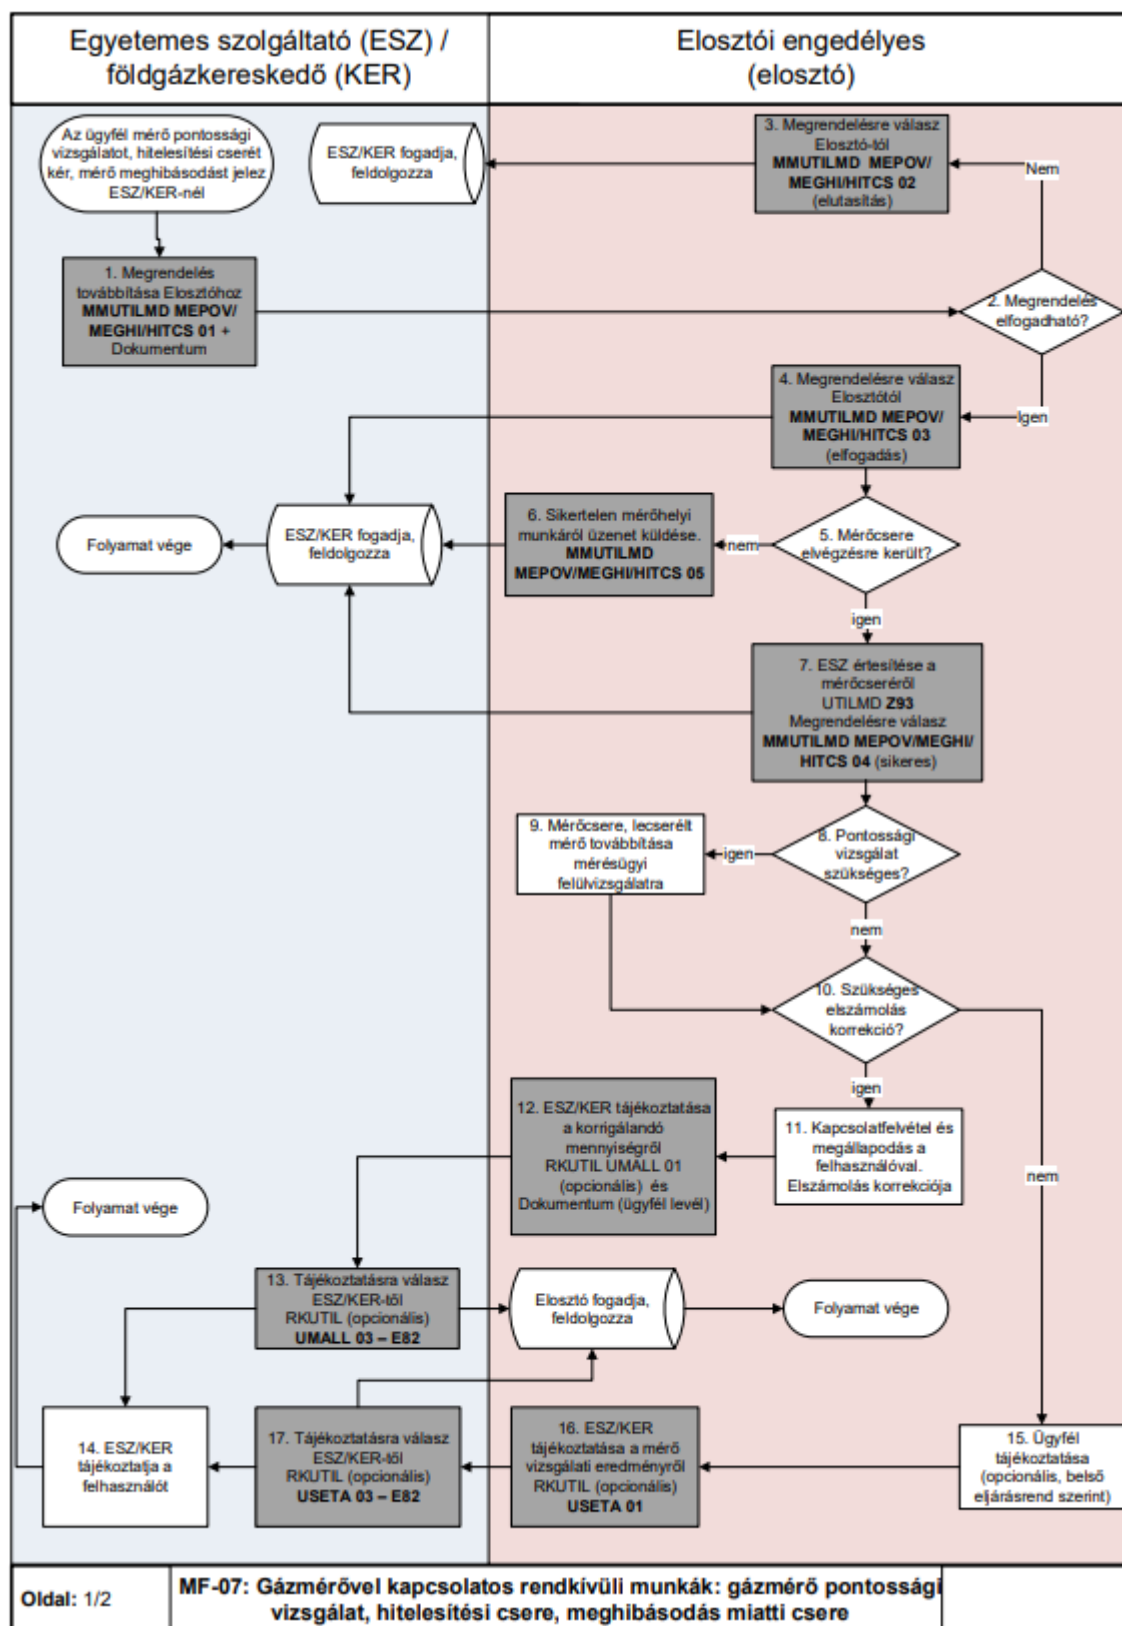 Egyetemes szolgáltató (ESZ) /
földgázkereskedő (KER)
Elosztói engedélyes
(elosztó)
Az ügyfél mérő pontossági
vizsgálatot, hitelesítési cserét
kér, mérő meghibásodást jelez
ESZ/KER-nél
ESZ/KER fogadja,
feldolgozza
3. Megrendelésre válasz
Elosztó-tól
MMUTILMD MEPOV/
MEGHI/HITCS 02
(elutasítás)
Nem
1. Megrendelés
továbbítása Elosztóhoz
MMUTILMD MEPOV/
MEGHI/HITCS 01 +
Dokumentum
2. Megrendelés
elfogadható?
4. Megrendelésre válasz
Elosztótól
MMUTILMD MEPOV/
MEGHI/HITCS 03
(elfogadás)
Igen
Folyamat vége
ESZ/KER fogadja,
feldolgozza
6. Sikertelen mérőhelyi
munkáról üzenet küldése.
MMUTILMD
MEPOV/MEGHI/HITCS 05
nem
5. Mérőcsere
elvégzésre került?
igen
7. ESZ értesítése a
mérőcseréről
UTILMD Z93
Megrendelésre válasz
MMUTILMD MEPOV/MEGHI/
HITCS 04 (sikeres)
9. Mérőcsere, lecserélt
mérő továbbítása
mérésügyi
felülvizsgálatra
igen
8. Pontossági
vizsgálat
szükséges?
nem
10. Szükséges
elszámolás
korrekció?
igen
12. ESZ/KER tájékoztatása
a korrigálandó
mennyiségről
RKUTIL UMALL 01
(opcionális) és
Dokumentum (ügyfél levél)
11. Kapcsolatfelvétel és
megállapodás a
felhasználóval.
Elszámolás korrekciója
nem
Folyamat vége
13. Tájékoztatásra válasz
ESZ/KER-től
RKUTIL (opcionális)
UMALL 03 – E82
Elosztó fogadja,
feldolgozza
Folyamat vége
14. ESZ/KER
tájékoztatja a
felhasználót
17. Tájékoztatásra válasz
ESZ/KER-től
RKUTIL (opcionális)
USETA 03 – E82
16. ESZ/KER
tájékoztatása a mérő
vizsgálati eredményről
RKUTIL (opcionális)
USETA 01
15. Ügyfél
tájékoztatása
(opcionális, belső
eljárásrend szerint)
Oldal: 1/2
MF-07: Gázmérővel kapcsolatos rendkívüli munkák: gázmérő pontossági
vizsgálat, hitelesítési csere, meghibásodás miatti csere